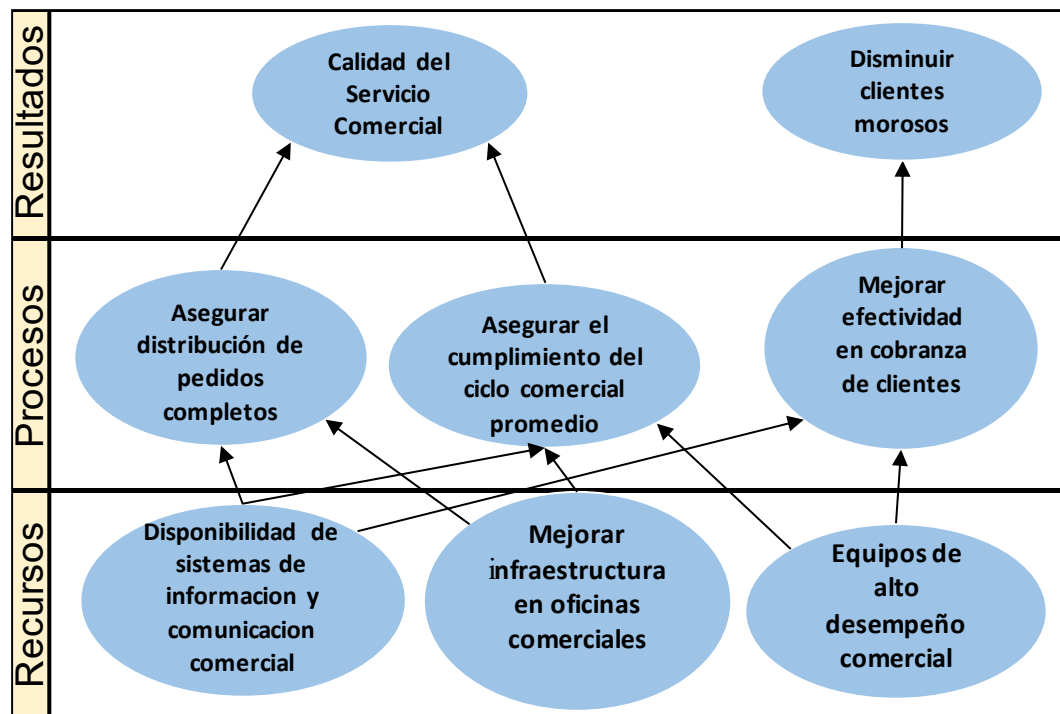 Resultados
Calidad del
Servicio
Comercial
Disminuir
clientes
morosos
Procesos
Asegurar
distribución de
pedidos
completos
Asegurar el
cumplimiento del
ciclo comercial
promedio
Mejorar
efectividad
en cobranza
de clientes
Recursos
Disponibilidad de
sistemas de
informacion y
comunicacion
comercial
Mejorar
infraestructura
en oficinas
comerciales
Equipos de
alto
desempeño
comercial